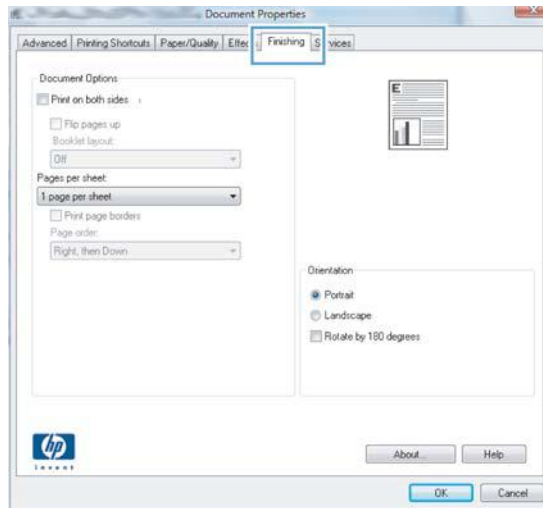 Document Properties
Advanced Printing Shortcuts Paper/Quality Finishing
Document Options
Print on both sides
Flip pages up
Booklet layout:
Off
Pages per sheet:
1 page per sheet
Print page borders
Page order:
Right, then Down
E
Orientation
Portrait
Landscape
Rotate by 180 degrees
hp
invent
About... Help
OK Cancel